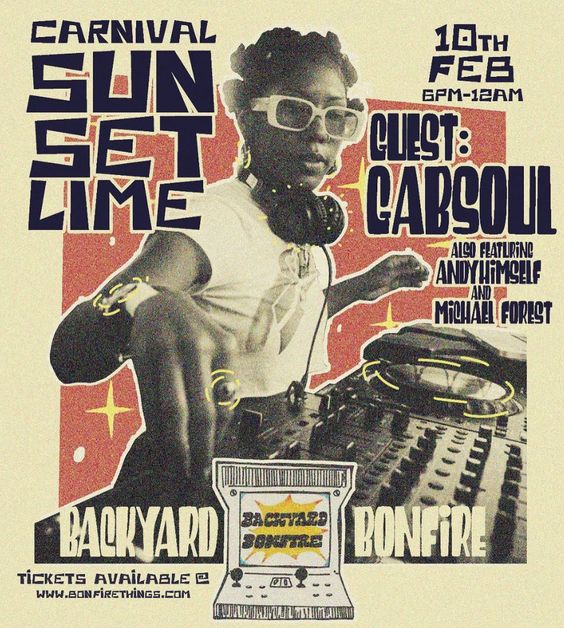 CARNIVAL
SUN
SET
LIME
10TH
FEB
6PM-12AM
GUEST:
GABSOUL
ALSO FEATURING
ANDYHIMSELF
AND
MICHAEL FOREST
BACKYARD
BONFIRE
BACKYARD
BONFIRE
TICKETS AVAILABLE @
WWW.BONFIRETHINGS.COM